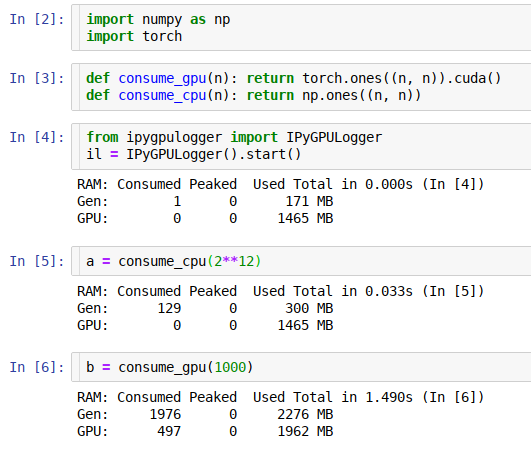 In [2]: import numpy as np
import torch
In [3]: def consume_gpu(n): return torch.ones((n, n)).cuda()
def consume_cpu(n): return np.ones((n, n))
In [4]: from ipygpulogger import IPyGPULogger
il = IPyGPULogger().start()
RAM: Consumed Peaked  Used Total in 0.000s (In [4])
Gen:        1      0      171 MB
GPU:        0      0     1465 MB
In [5]: a = consume_cpu(2**12)
RAM: Consumed Peaked  Used Total in 0.033s (In [5])
Gen:      129      0      300 MB
GPU:        0      0     1465 MB
In [6]: b = consume_gpu(1000)
RAM: Consumed Peaked  Used Total in 1.490s (In [6])
Gen:     1976      0     2276 MB
GPU:      497      0     1962 MB